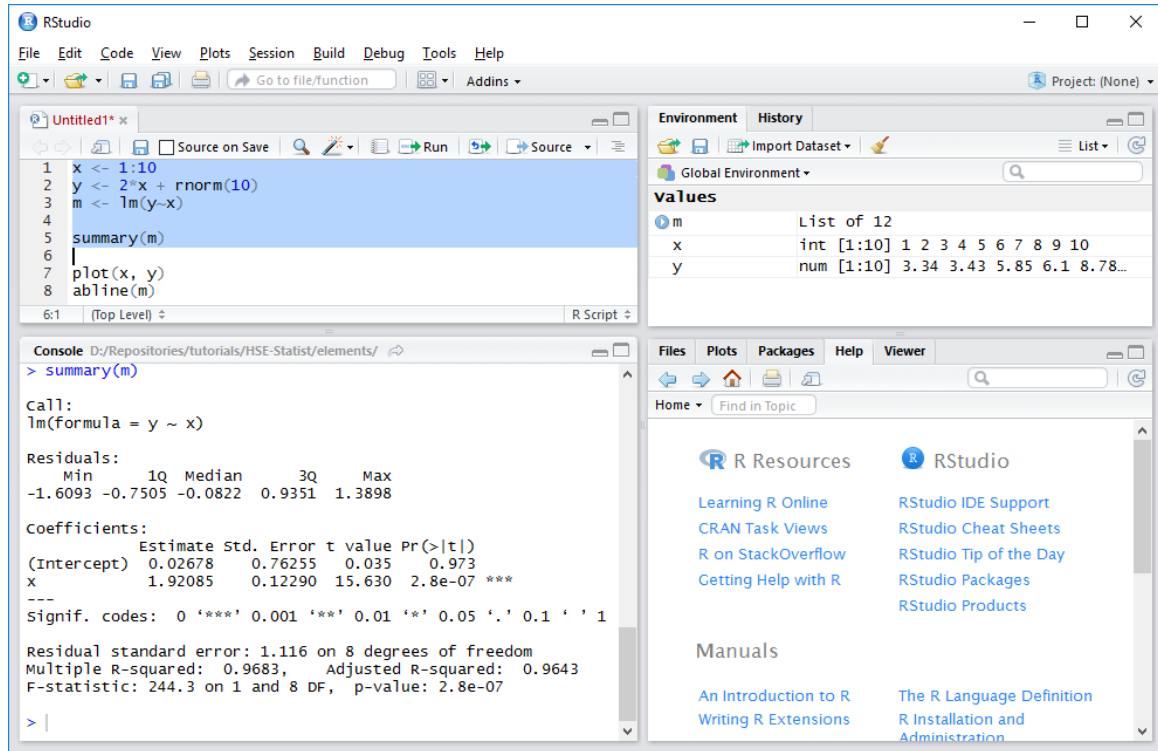 RStudio
File Edit Code View Plots Session Build Debug Tools Help
Go to file/function Addins Project: (None)
Untitled1* ×
Source on Save Run Source
1 x <- 1:10
2 y <- 2*x + rnorm(10)
3 m <- lm(y~x)
4
5 summary(m)
6
7 plot(x, y)
8 abline(m)
6:1 (Top Level) R Script
Environment History
Import Dataset List
Global Environment
Values
m List of 12
x int [1:10] 1 2 3 4 5 6 7 8 9 10
y num [1:10] 3.34 3.43 5.85 6.1 8.78…
Console D:/Repositories/tutorials/HSE-Statist/elements/
> summary(m)
Call:
lm(formula = y ~ x)
Residuals:
Min 1Q Median 3Q Max
-1.6093 -0.7505 -0.0822 0.9351 1.3898
Coefficients:
Estimate Std. Error t value Pr(>|t|)
(Intercept) 0.02678 0.76255 0.035 0.973
x 1.92085 0.12290 15.630 2.8e-07 ***
---
Signif. codes: 0 ‘***’ 0.001 ‘**’ 0.01 ‘*’ 0.05 ‘.’ 0.1 ‘ ’ 1
Residual standard error: 1.116 on 8 degrees of freedom
Multiple R-squared: 0.9683, Adjusted R-squared: 0.9643
F-statistic: 244.3 on 1 and 8 DF, p-value: 2.8e-07
>
Files Plots Packages Help Viewer
Home Find in Topic
R R Resources
Learning R Online
CRAN Task Views
R on StackOverflow
Getting Help with R
R RStudio
RStudio IDE Support
RStudio Cheat Sheets
RStudio Tip of the Day
RStudio Packages
RStudio Products
Manuals
An Introduction to R The R Language Definition
Writing R Extensions R Installation and
Administration